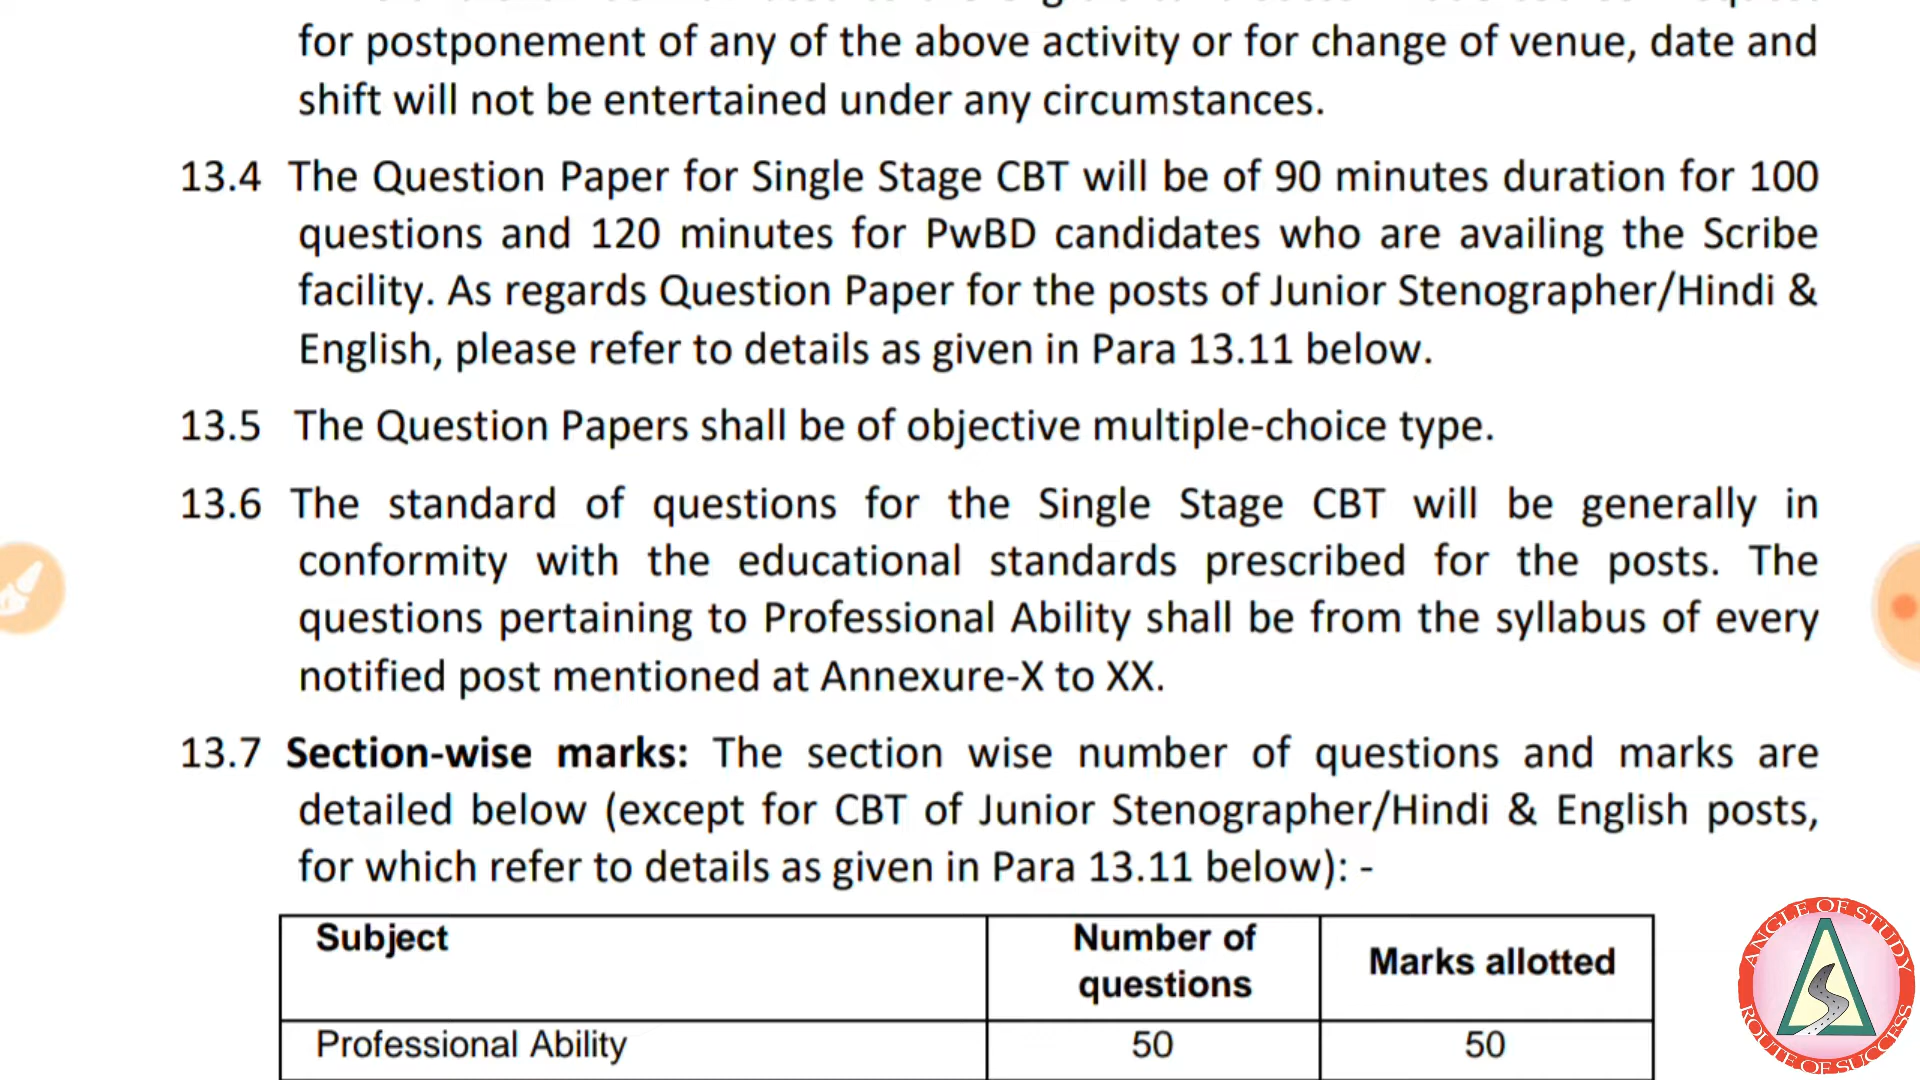 for postponement of any of the above activity or for change of venue, date and
shift will not be entertained under any circumstances.
13.4 The Question Paper for Single Stage CBT will be of 90 minutes duration for 100
questions and 120 minutes for PwBD candidates who are availing the Scribe
facility. As regards Question Paper for the posts of Junior Stenographer/Hindi &
English, please refer to details as given in Para 13.11 below.
13.5 The Question Papers shall be of objective multiple-choice type.
13.6 The standard of questions for the Single Stage CBT will be generally in
conformity with the educational standards prescribed for the posts. The
questions pertaining to Professional Ability shall be from the syllabus of every
notified post mentioned at Annexure-X to XX.
13.7 Section-wise marks: The section wise number of questions and marks are
detailed below (except for CBT of Junior Stenographer/Hindi & English posts,
for which refer to details as given in Para 13.11 below): -
Subject
Number of
questions
Marks allotted
Professional Ability 50 50
ANGLE OF STUDY
ROUTE OF SUCCESS